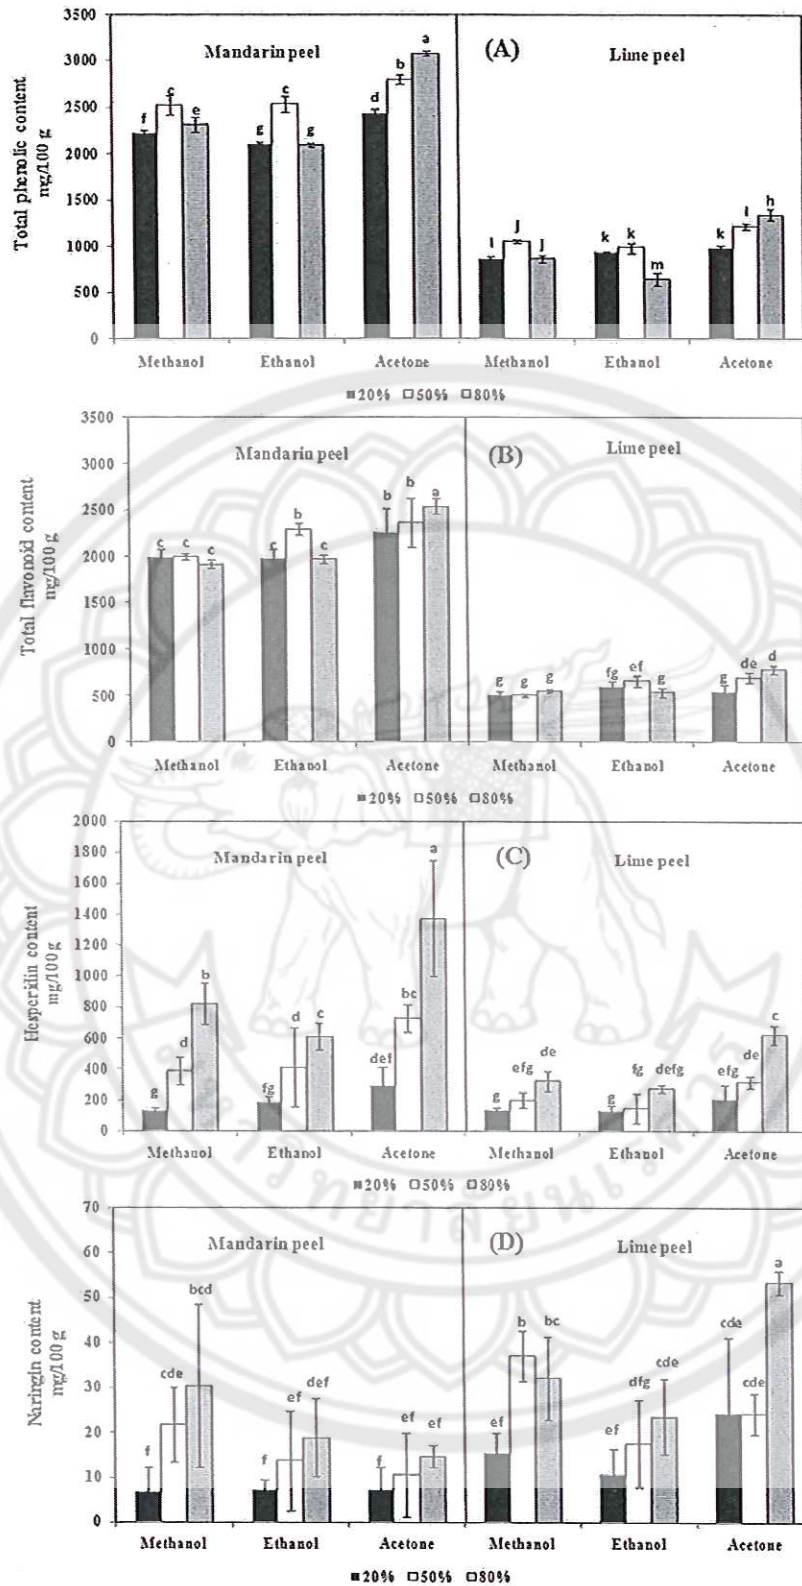 3500
3000
2500
2000
1500
1000
500
0
Total phenolic content
mg/100 g
Mandarin peel
(A)
Lime peel
f c e g c g d b a l j j k k m k i h
Methanol Ethanol Acetone Methanol Ethanol Acetone
20% 50% 80%
3500
3000
2500
2000
1500
1000
500
0
Total flavonoid content
mg/100g
Mandarin peel
(B)
Lime peel
c c c c b c b b a g g g fg ef g g de d
Methanol Ethanol Acetone Methanol Ethanol Acetone
20% 50% 80%
2000
1800
1600
1400
1200
1000
800
600
400
200
0
Hesperidin content
mg/100g
Mandarin peel
(C)
Lime peel
g d b fg d c def bc a g efg de g fg defg efg de c
Methanol Ethanol Acetone Methanol Ethanol Acetone
20% 50% 80%
70
60
50
40
30
20
10
0
Naringin content
mg/100g
Mandarin peel
(D)
Lime peel
f cde bcd f ef def f ef ef ef b bc ef dfg cde cde cde a
Methanol Ethanol Acetone Methanol Ethanol Acetone
20% 50% 80%